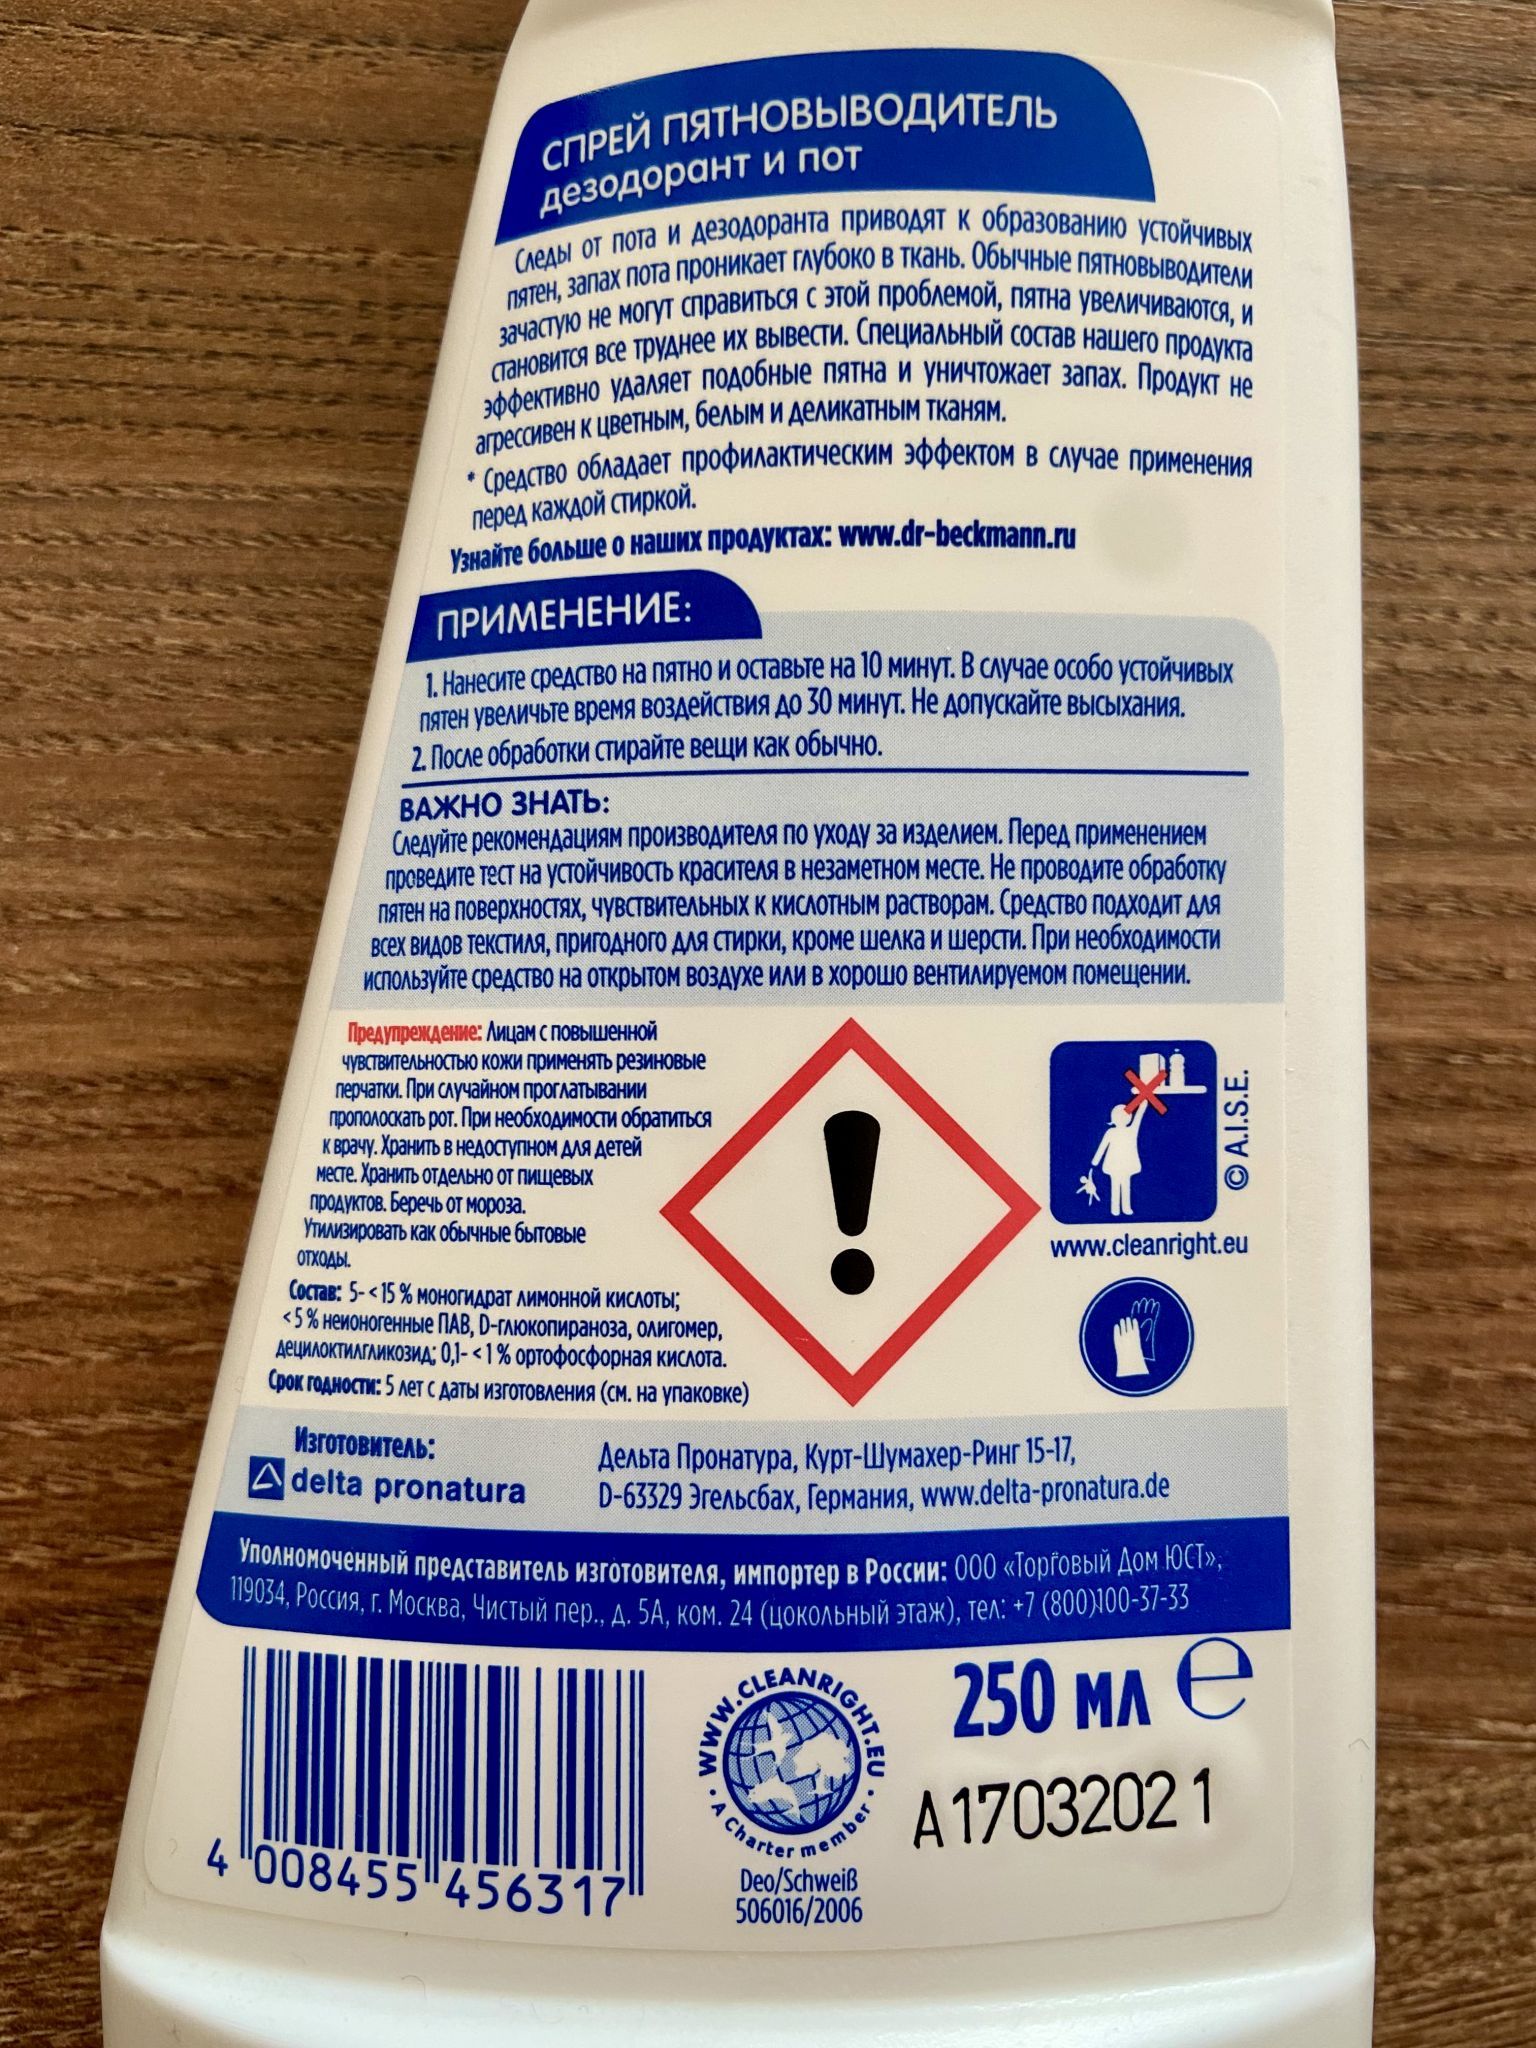 СПРЕЙ ПЯТНОВЫВОДИТЕЛЬ
дезодорант и пот
Следы от пота и дезодоранта приводят к образованию устойчивых
пятен, запах пота проникает глубоко в ткань. Обычные пятновыводители
зачастую не могут справиться с этой проблемой, пятна увеличиваются, и
становится все труднее их вывести. Специальный состав нашего продукта
эффективно удаляет подобные пятна и уничтожает запах. Продукт не
агрессивен к цветным, белым и деликатным тканям.
* Средство обладает профилактическим эффектом в случае применения
перед каждой стиркой.
Узнайте больше о наших продуктах: www.dr-beckmann.ru
ПРИМЕНЕНИЕ:
1. Нанесите средство на пятно и оставьте на 10 минут. В случае особо устойчивых
пятен увеличьте время воздействия до 30 минут. Не допускайте высыхания.
2. После обработки стирайте вещи как обычно.
ВАЖНО ЗНАТЬ:
Следуйте рекомендациям производителя по уходу за изделием. Перед применением
проведите тест на устойчивость красителя в незаметном месте. Не проводите обработку
пятен на поверхностях, чувствительных к кислотным растворам. Средство подходит для
всех видов текстиля, пригодного для стирки, кроме шелка и шерсти. При необходимости
используйте средство на открытом воздухе или в хорошо вентилируемом помещении.
Предупреждение: Лицам с повышенной
чувствительностью кожи применять резиновые
перчатки. При случайном проглатывании
прополоскать рот. При необходимости обратиться
к врачу. Хранить в недоступном для детей
месте. Хранить отдельно от пищевых
продуктов. Беречь от мороза.
Утилизировать как обычные бытовые
отходы.
Состав: 5- < 15 % моногидрат лимонной кислоты;
< 5 % неионогенные ПАВ, D-глюкопираноза, олигомер,
децилоктилгликозид; 0,1- < 1 % ортофосфорная кислота.
Срок годности: 5 лет с даты изготовления (см. на упаковке)
© A.I.S.E.
www.cleanright.eu
Изготовитель:
delta pronatura
Дельта Пронатура, Курт-Шумахер-Ринг 15-17,
D-63329 Эгельсбах, Германия, www.delta-pronatura.de
Уполномоченный представитель изготовителя, импортер в России: ООО «Торговый Дом ЮСТ»,
119034, Россия, г. Москва, Чистый пер., д. 5А, ком. 24 (цокольный этаж), тел: +7 (800)100-37-33
4 008455 456317
WWW.CLEANRIGHT.EU
• A Charter member •
Deo/Schweiß
506016/2006
250 мл ℮
A17032021